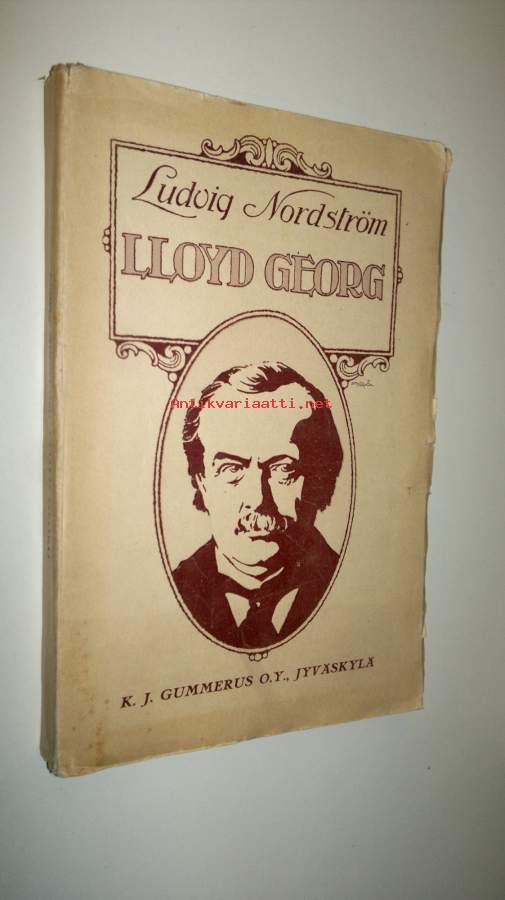 Ludvig Nordström
LLOYD GEORG
Antikvariaatti.net
K. J. GUMMERUS O.Y., JYVÄSKYLÄ